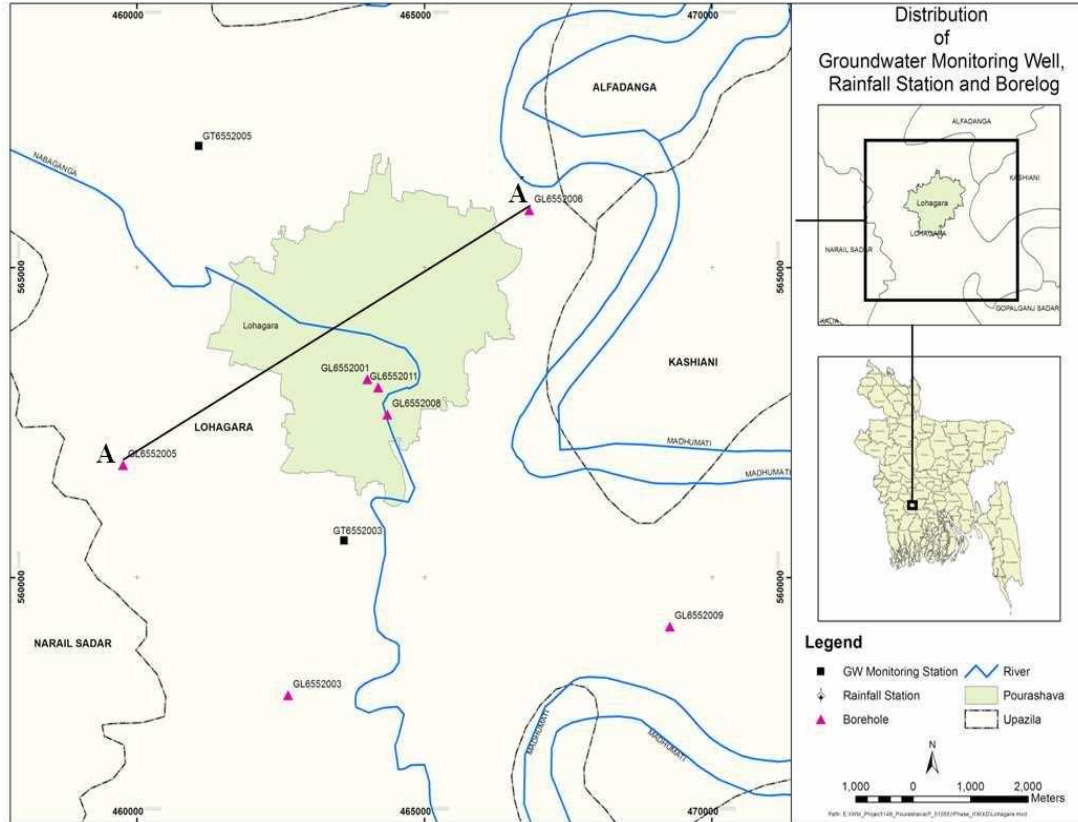 460000
465000
470000
ALFADANGA
GT6552005
NABAGANGA
A
GL6552006
565000
565000
Lohagara
KASHIANI
GL6552001
GL6552011
GL6552008
LOHAGARA
A
GL6552005
MADHUMATI
MADHUMATI
GT6552003
560000
560000
GL6552009
NARAIL SADAR
GL6552003
MADHUMATI
MADHUMATI
460000
465000
470000
Distribution
of
Groundwater Monitoring Well,
Rainfall Station and Borelog
ALFADANGA
KASHIANI
Lohagara
LOHAGARA
NARAIL SADAR
GOPALGANJ SADAR
Legend
GW Monitoring Station
River
Rainfall Station
Pourashava
Borehole
Upazila
N
1,000 500 0 1,000 2,000
Meters